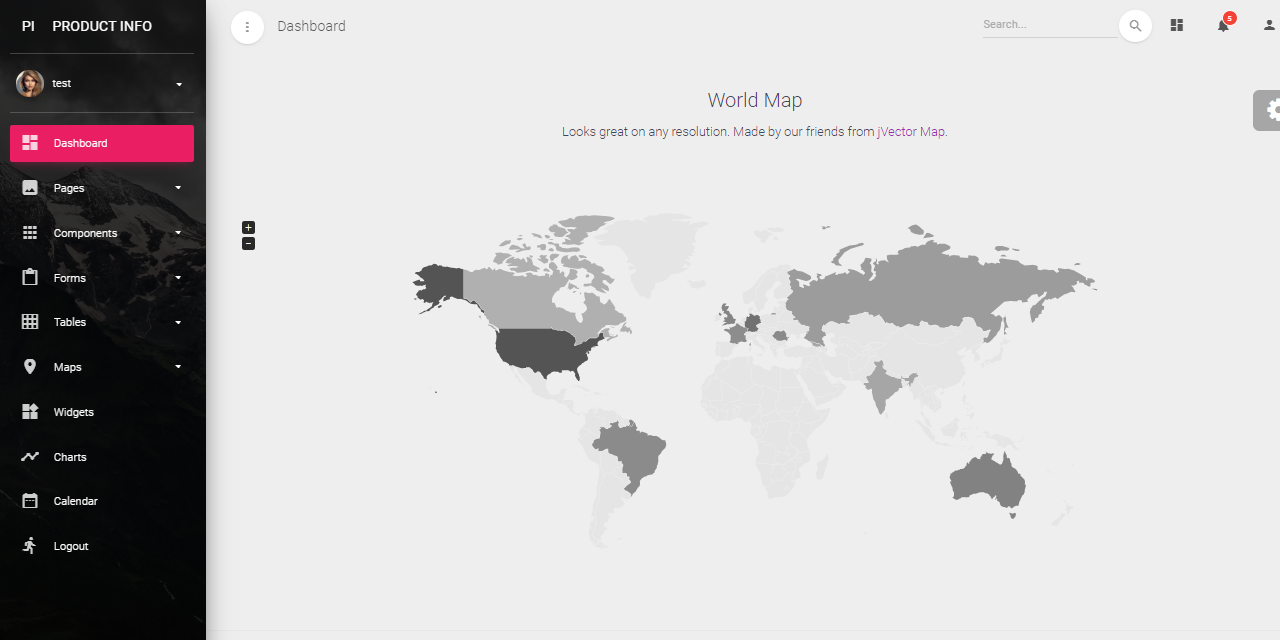 PI PRODUCT INFO
test
Dashboard
Pages
Components
Forms
Tables
Maps
Widgets
Charts
Calendar
Logout
Dashboard
Search...
5
World Map
Looks great on any resolution. Made by our friends from jVector Map.
+
−